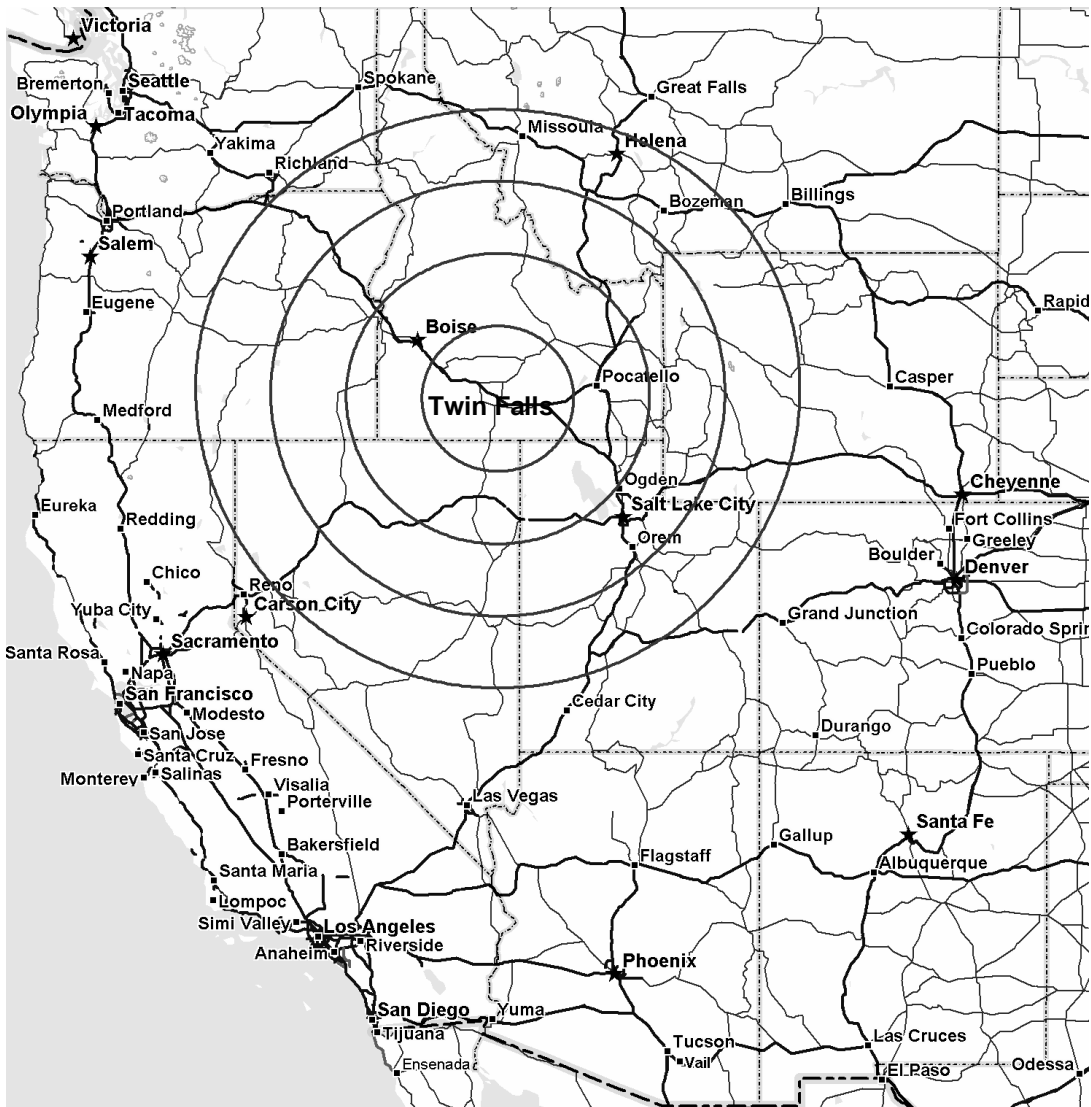 Victoria
Spokane
Seattle
Bremerton
Great Falls
Olympia
Tacoma
Missoula
Helena
Yakima
Richland
Billings
Bozeman
Portland
Salem
Eugene
Rapid
Boise
Pocatello
Casper
Twin Falls
Medford
Ogden
Cheyenne
Salt Lake City
Eureka
Redding
Fort Collins
Orem
Greeley
Boulder
Denver
Chico
Reno
Carson City
Yuba City
Grand Junction
Colorado Sprin
Sacramento
Santa Rosa
Napa
Pueblo
San Francisco
Cedar City
Modesto
Durango
San Jose
Santa Cruz
Fresno
Salinas
Monterey
Visalia
Porterville
Las Vegas
Santa Fe
Gallup
Bakersfield
Flagstaff
Albuquerque
Santa Maria
Lompoc
Simi Valley
Los Angeles
Riverside
Anaheim
Phoenix
San Diego
Yuma
Tijuana
Las Cruces
Tucson
Vail
Ensenada
El Paso
Odessa